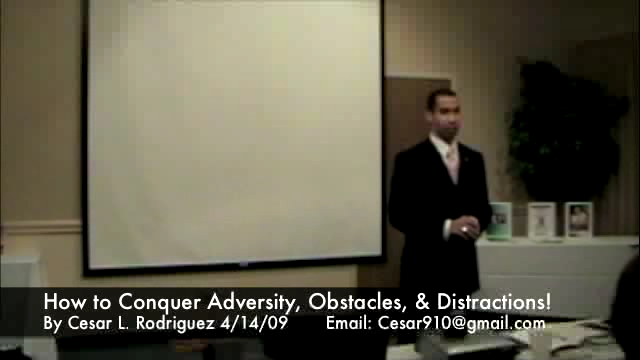 How to Conquer Adversity, Obstacles, & Distractions!
By Cesar L. Rodriguez 4/14/09 Email: Cesar910@gmail.com